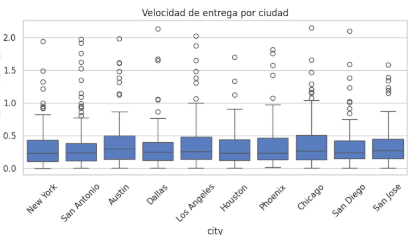 Velocidad de entrega por ciudad
2.0
1.5
1.0
0.5
0.0
New York
San Antonio
Austin
Dallas
Los Angeles
Houston
Phoenix
Chicago
San Diego
San Jose
city